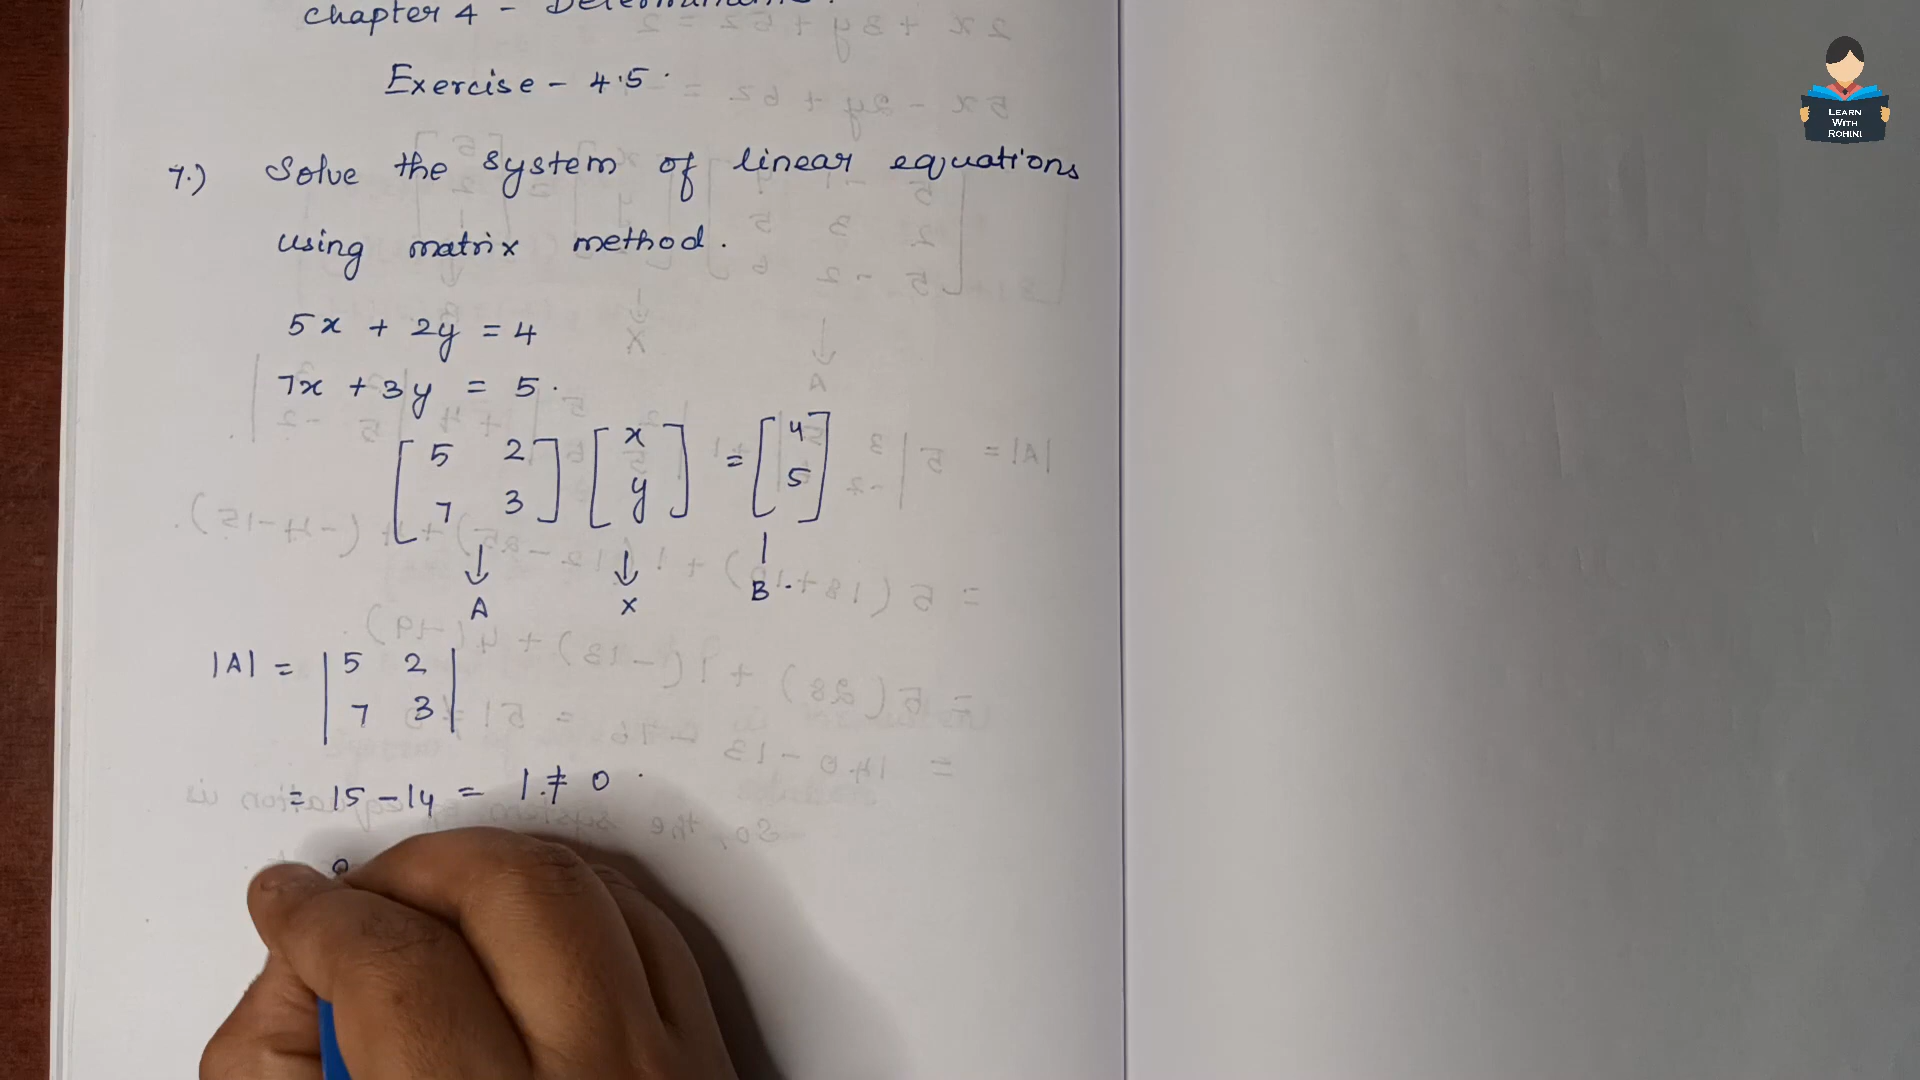 Chapter 4 -
Exercise - 4.5.
LEARN
WITH
ROHINI
7.) Solve the system of linear equations
using matrix method.
5x + 2y = 4
7x + 3y = 5.
[5 2] [x] = [4]
[7 3] [y] [5]
↓ ↓ |
A X B.
|A| = |5 2|
|7 3|
= 15 - 14 = 1 ≠ 0.